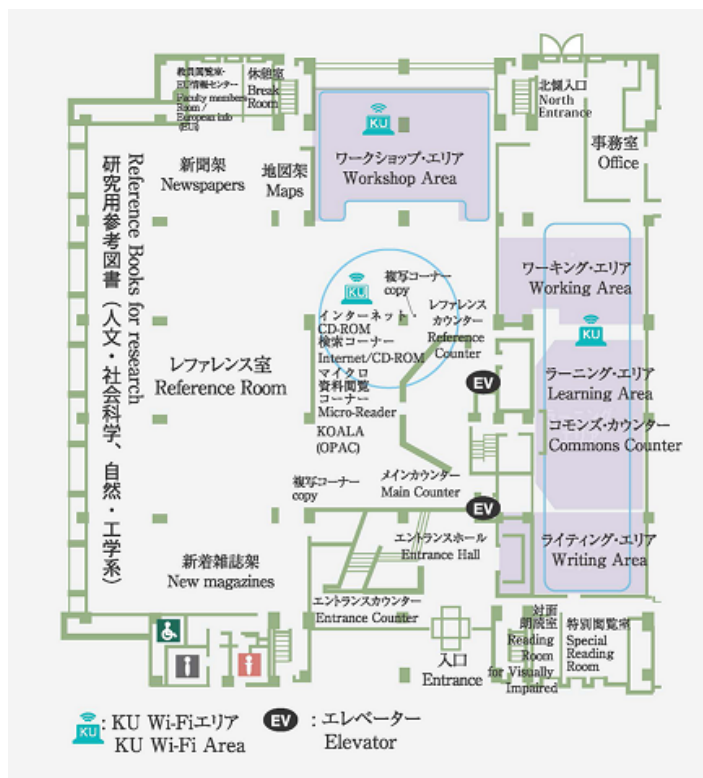 教員閲覧室・
EU情報センター
Faculty members
Room /
European info
(EUi)
休憩室
Break
Room
北側入口
North
Entrance
事務室
Office
KU
ワークショップ・エリア
Workshop Area
新聞架
Newspapers
地図架
Maps
Reference Books for research
研究用参考図書（人文・社会科学、自然・工学系）
ワーキング・エリア
Working Area
KU
複写コーナー
copy
KU
インターネット・
CD-ROM
検索コーナー
Internet/CD-ROM
マイクロ
資料閲覧
コーナー
Micro-Reader
KOALA
(OPAC)
レファレンス
カウンター
Reference
Counter
レファレンス室
Reference Room
EV
ラーニング・エリア
Learning Area
コモンズ・カウンター
Commons Counter
複写コーナー
copy
メインカウンター
Main Counter
EV
エントランスホール
Entrance Hall
ライティング・エリア
Writing Area
新着雑誌架
New magazines
エントランスカウンター
Entrance Counter
入口
Entrance
対面
朗読室
Reading
Room
for Visually
Impaired
特別閲覧室
Special
Reading
Room
KU : KU Wi-Fiエリア
KU Wi-Fi Area
EV : エレベーター
Elevator